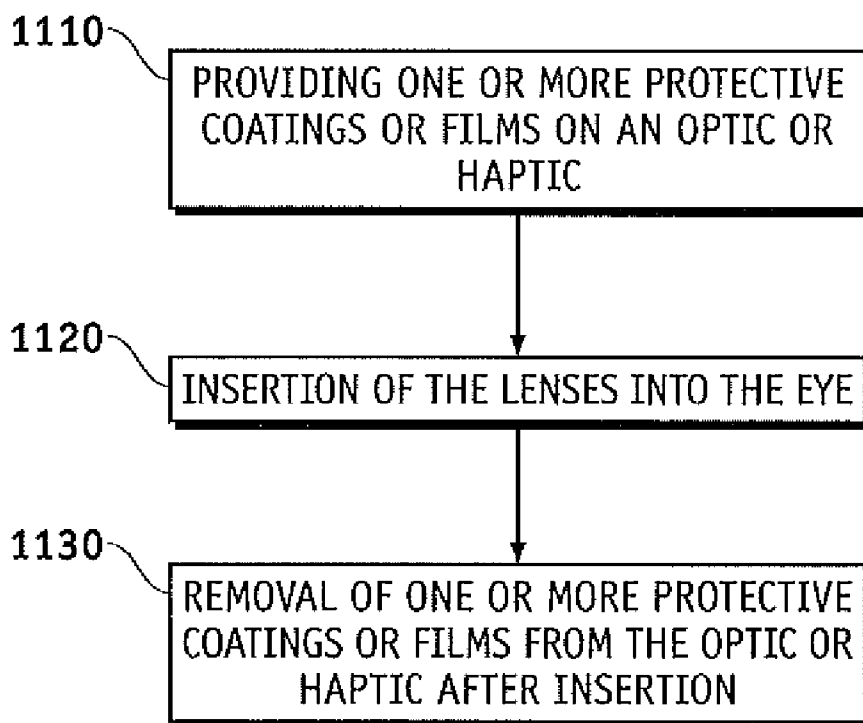 1110
PROVIDING ONE OR MORE PROTECTIVE
COATINGS OR FILMS ON AN OPTIC OR
HAPTIC
1120
INSERTION OF THE LENSES INTO THE EYE
1130
REMOVAL OF ONE OR MORE PROTECTIVE
COATINGS OR FILMS FROM THE OPTIC OR
HAPTIC AFTER INSERTION